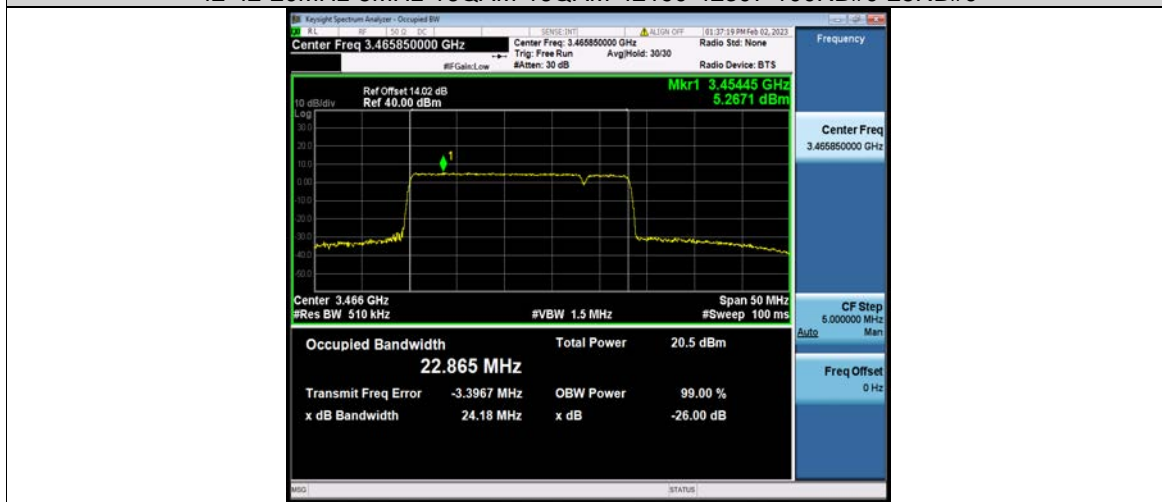 Keysight Spectrum Analyzer - Occupied BW
RL RF 50 Ω DC SENSE:INT ALIGN OFF 01:37:19 PM Feb 02, 2023
Center Freq 3.465850000 GHz
Center Freq: 3.465850000 GHz
Radio Std: None
Trig: Free Run Avg|Hold: 30/30
#IFGain:Low
#Atten: 30 dB
Radio Device: BTS
Frequency
Mkr1 3.45445 GHz
5.2671 dBm
Ref Offset 14.02 dB
10 dB/div Ref 40.00 dBm
Log
30.0
20.0
10.0
0.00
-10.0
-20.0
-30.0
-40.0
-50.0
1
Center Freq
3.465850000 GHz
Center 3.466 GHz
Span 50 MHz
#Res BW 510 kHz
#VBW 1.5 MHz
#Sweep 100 ms
CF Step
5.000000 MHz
Auto Man
Occupied Bandwidth
22.865 MHz
Total Power 20.5 dBm
Freq Offset
0 Hz
Transmit Freq Error -3.3967 MHz
OBW Power 99.00 %
x dB Bandwidth 24.18 MHz
x dB -26.00 dB
MSG
STATUS